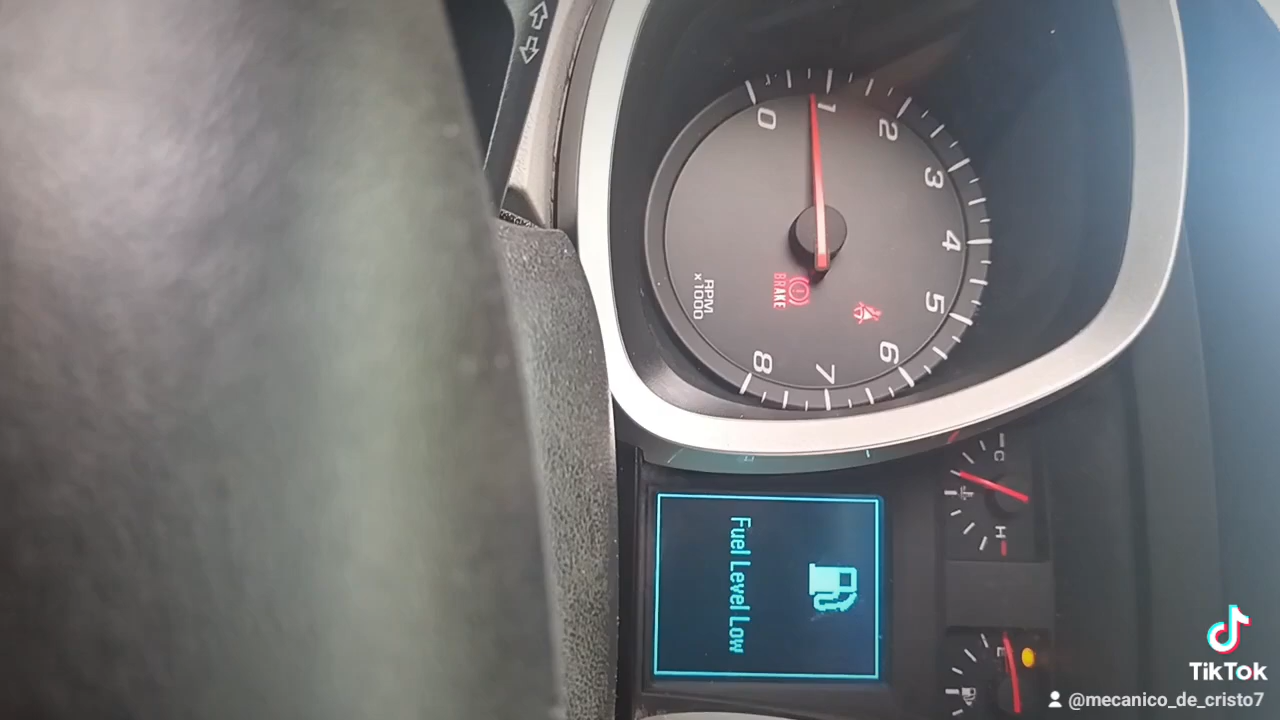 0
1
2
3
4
5
6
7
8
RPM
x1000
BRAKE
C
H
Fuel Level Low
E
TikTok
@mecanico_de_cristo7